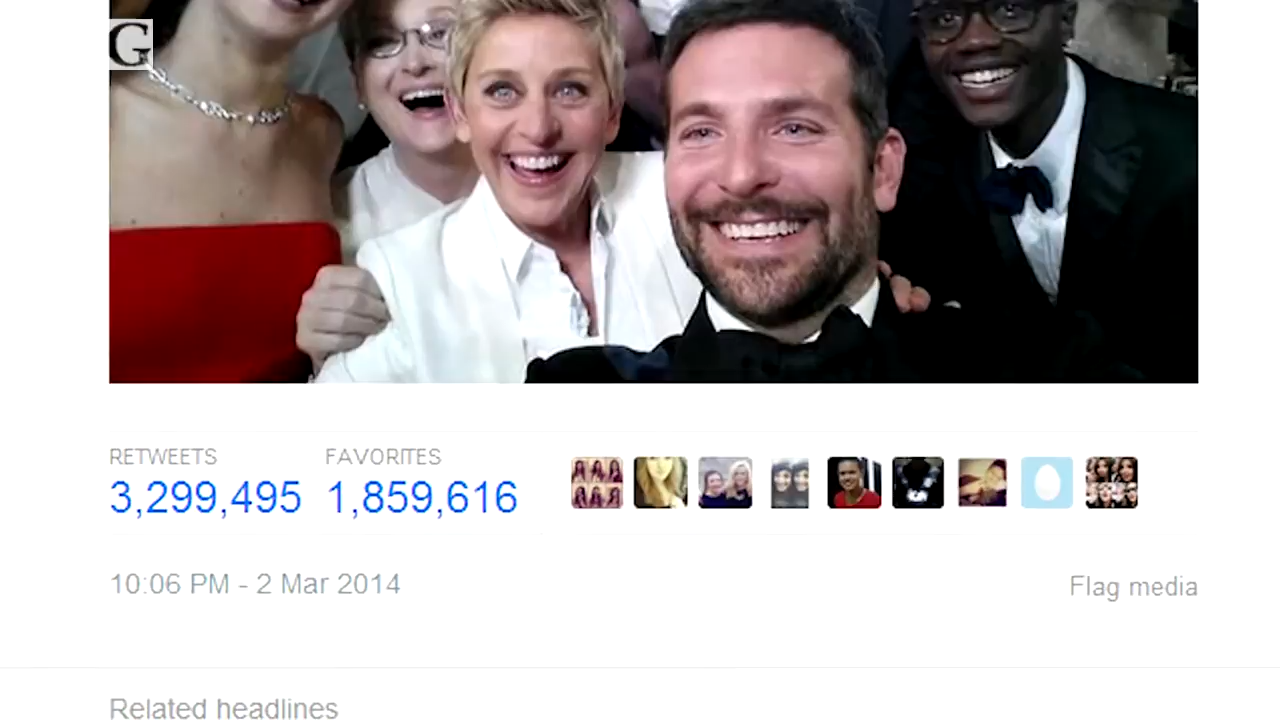 G
RETWEETS FAVORITES
3,299,495 1,859,616
10:06 PM - 2 Mar 2014 Flag media
Related headlines